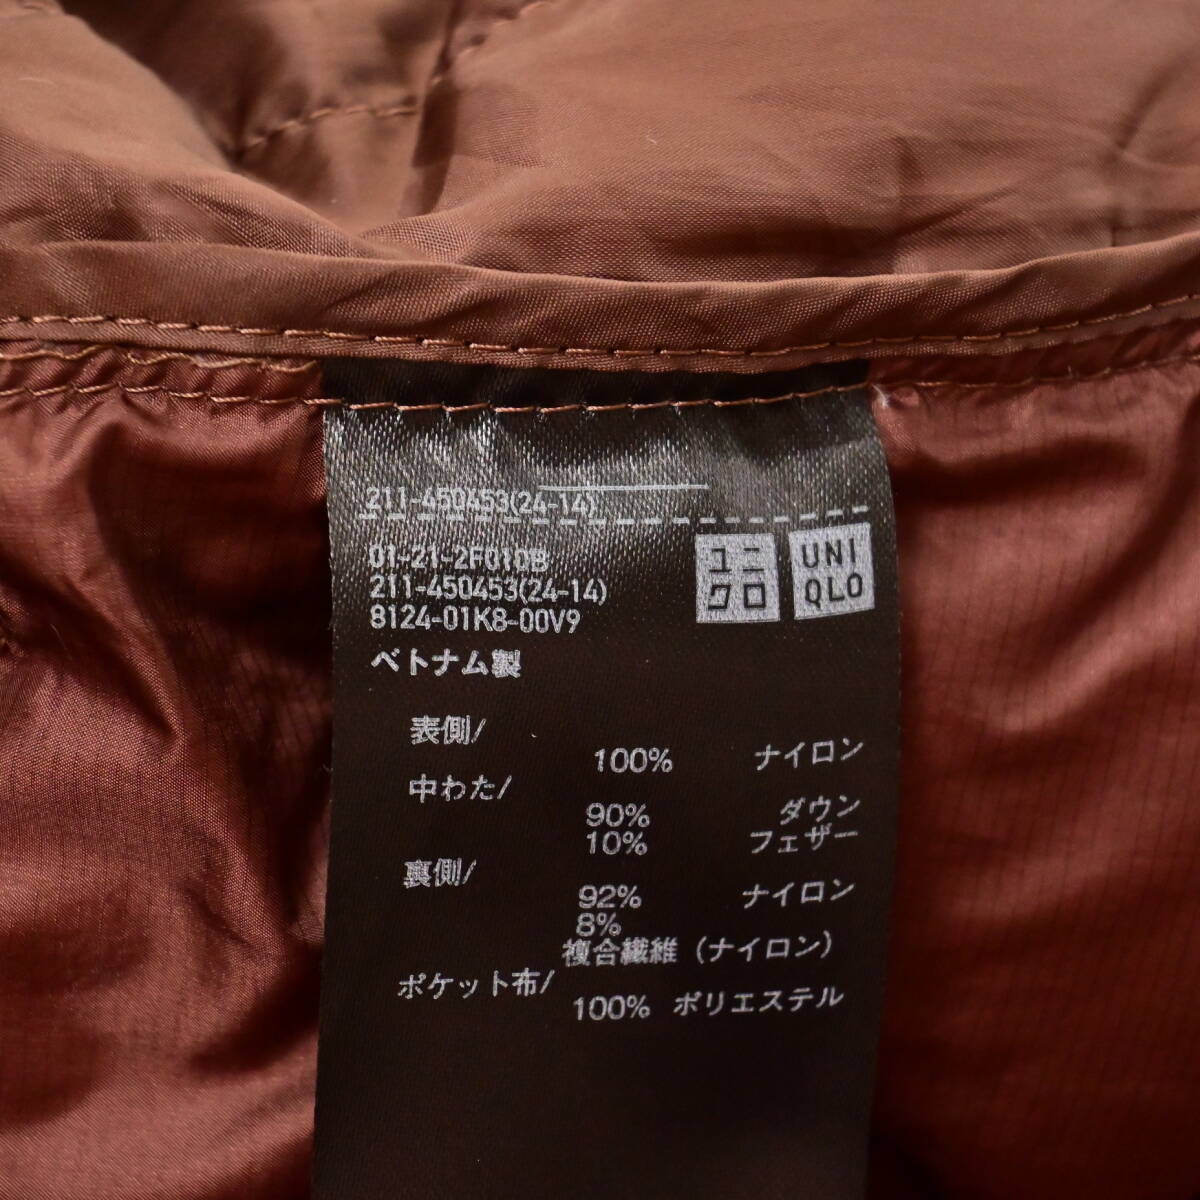 211-450453(24-14)
01-21-2F010B
211-450453(24-14)
8124-01K8-00V9
ユニ
クロ
UNI
QLO
ベトナム製
表側/
100% ナイロン
中わた/
90% ダウン
10% フェザー
裏側/
92% ナイロン
8%
複合繊維（ナイロン）
ポケット布/
100% ポリエステル